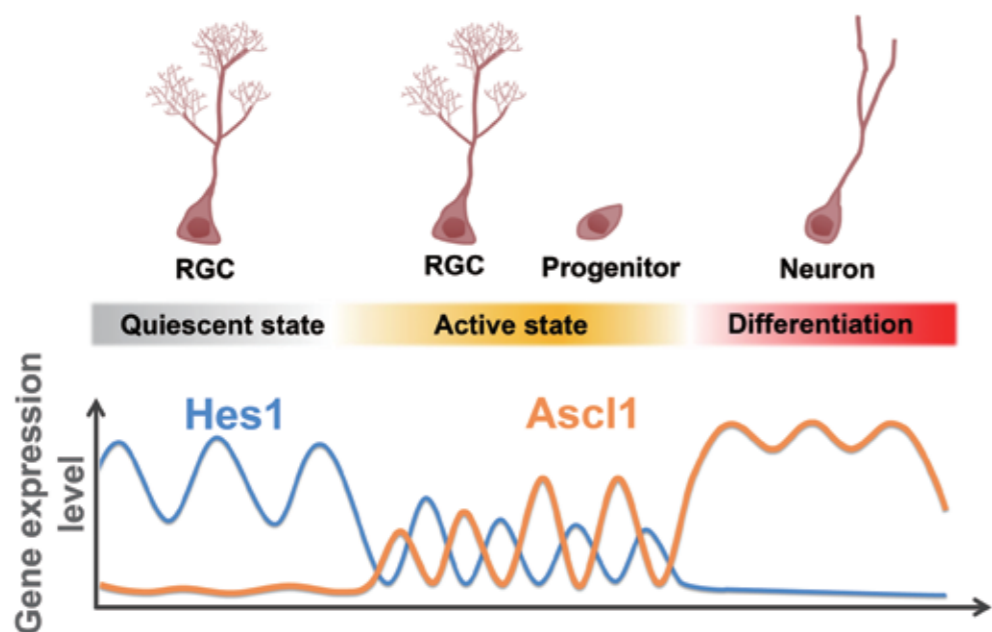 RGC
RGC
Progenitor
Neuron
Quiescent state
Active state
Differentiation
Hes1
Ascl1
Gene expression
level